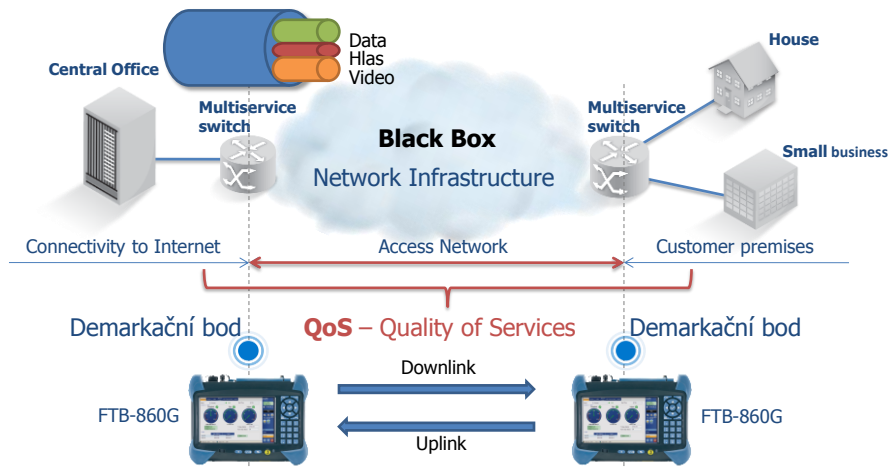 Data
Hlas
Video
House
Central Office
Multiservice
switch
Black Box
Network Infrastructure
Multiservice
switch
Small business
Connectivity to Internet
Access Network
Customer premises
Demarkační bod
QoS – Quality of Services
Demarkační bod
Downlink
FTB-860G
FTB-860G
Uplink